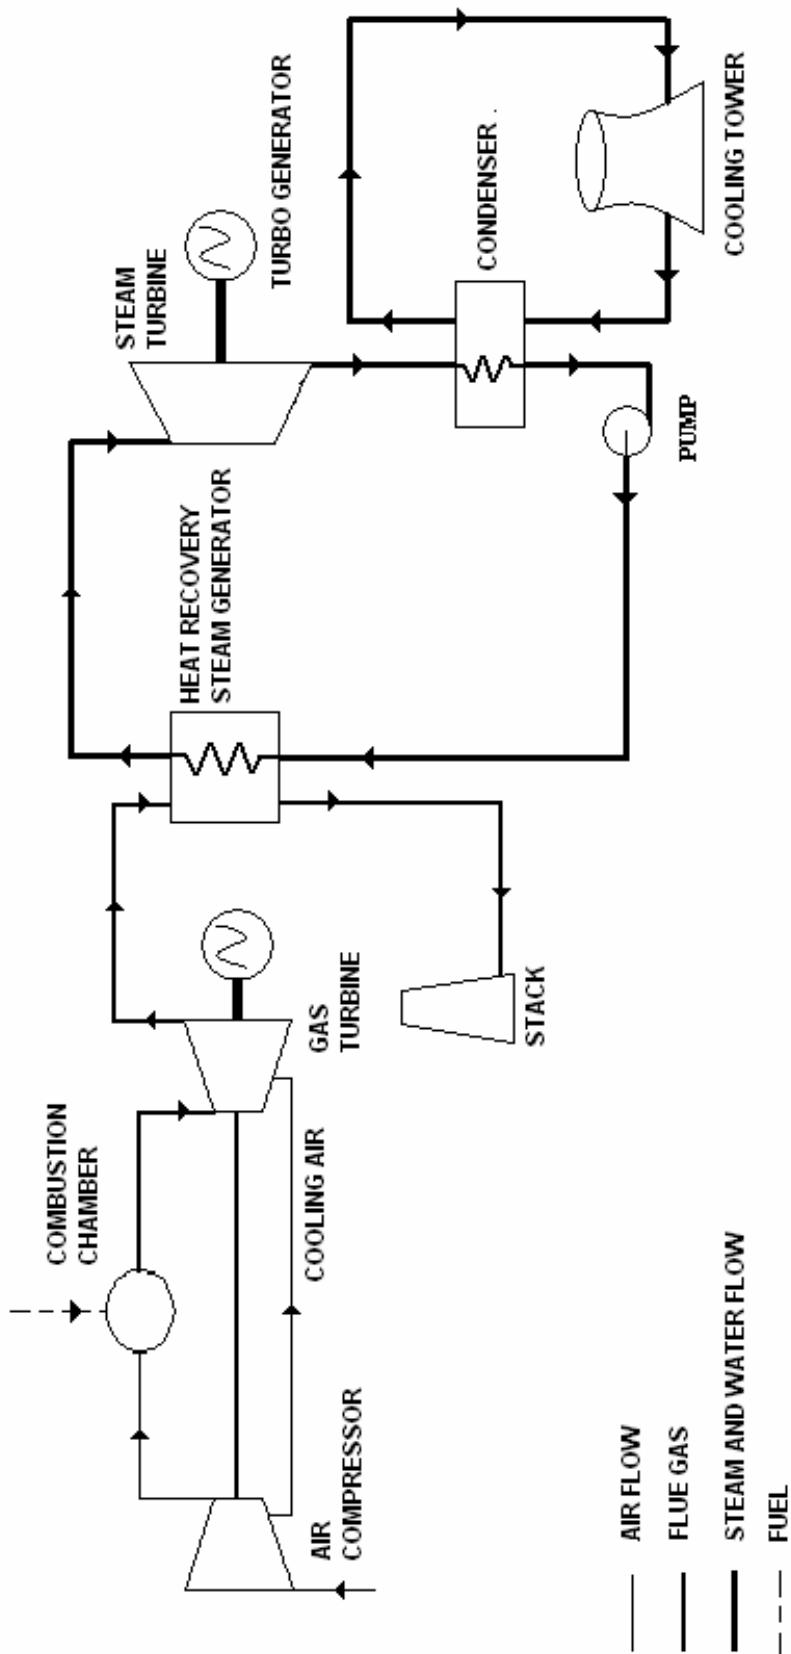 COMBUSTION
CHAMBER
AIR
COMPRESSOR
COOLING AIR
GAS
TURBINE
STACK
HEAT RECOVERY
STEAM GENERATOR
STEAM
TURBINE
TURBO GENERATOR
CONDENSER .
PUMP
COOLING TOWER
AIR FLOW
FLUE GAS
STEAM AND WATER FLOW
FUEL